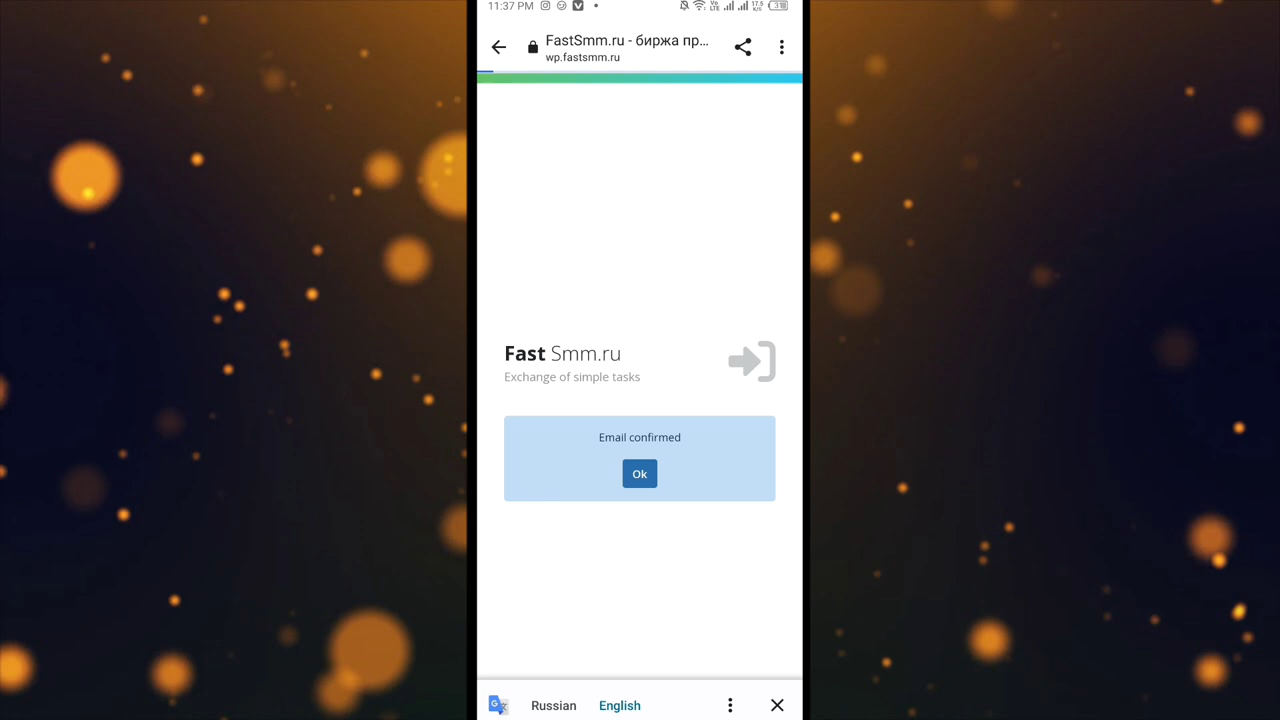 11:37 PM
FastSmm.ru - биржа пр...
wp.fastsmm.ru
Fast Smm.ru
Exchange of simple tasks
Email confirmed
Ok
Russian English